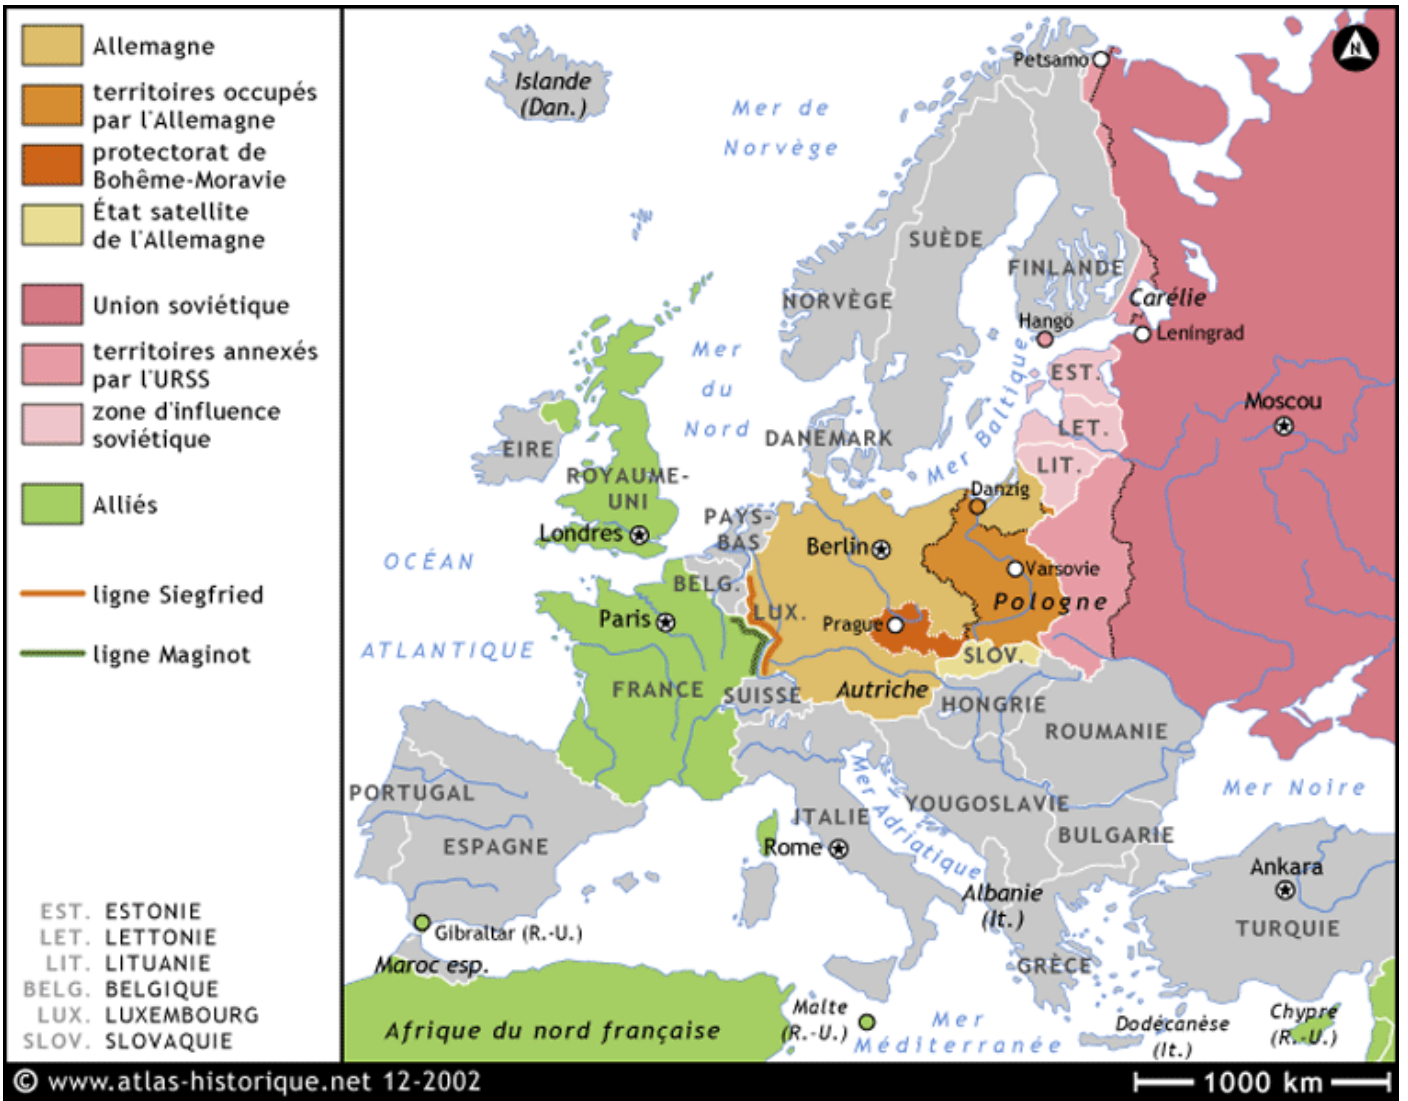 Allemagne
territoires occupés
par l'Allemagne
protectorat de
Bohême-Moravie
État satellite
de l'Allemagne
Union soviétique
territoires annexés
par l'URSS
zone d'influence
soviétique
Alliés
ligne Siegfried
ligne Maginot
EST. ESTONIE
LET. LETTONIE
LIT. LITUANIE
BELG. BELGIQUE
LUX. LUXEMBOURG
SLOV. SLOVAQUIE
N
Petsamo
Islande
(Dan.)
Mer de
Norvège
SUÈDE
FINLANDE
NORVÈGE
Carélie
Hangö
Leningrad
Mer
du
Nord
Mer Baltique
EST.
Moscou
LET.
DANEMARK
EIRE
LIT.
ROYAUME-
UNI
Danzig
PAYS-
BAS
Londres
Berlin
OCÉAN
ATLANTIQUE
BELG.
Varsovie
Pologne
LUX.
Paris
Prague
SLOV.
FRANCE
SUISSE
Autriche
HONGRIE
ROUMANIE
Mer Noire
PORTUGAL
Mer Adriatique
YOUGOSLAVIE
ITALIE
BULGARIE
ESPAGNE
Rome
Ankara
Albanie
(It.)
TURQUIE
Gibraltar (R.-U.)
Maroc esp.
GRÈCE
Malte
(R.-U.)
Mer
Méditerranée
Dodécanèse
(It.)
Chypre
(R.-U.)
Afrique du nord française
© www.atlas-historique.net 12-2002
1000 km